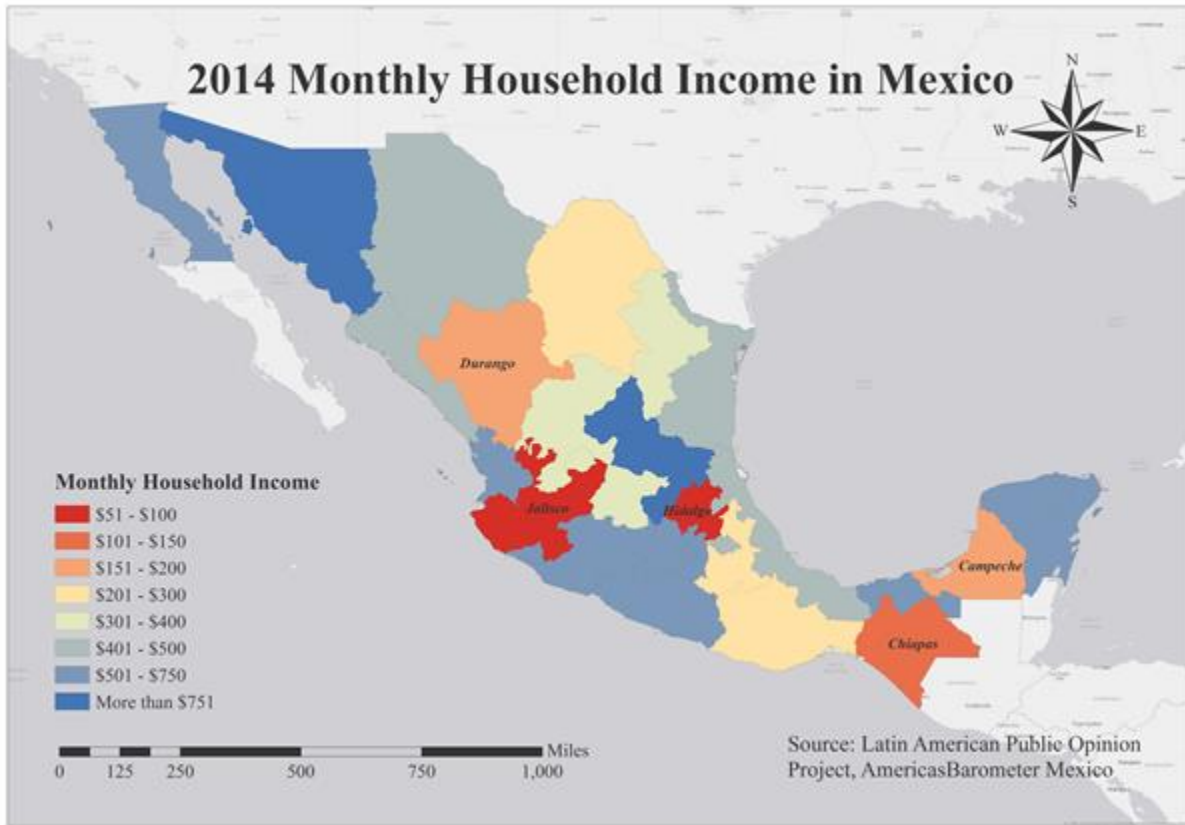 2014 Monthly Household Income in Mexico
N
W
E
S
Durango
Jalisco
Hidalgo
Campeche
Chiapas
Monthly Household Income
$51 - $100
$101 - $150
$151 - $200
$201 - $300
$301 - $400
$401 - $500
$501 - $750
More than $751
Miles
0 125 250 500 750 1,000
Source: Latin American Public Opinion
Project, AmericasBarometer Mexico